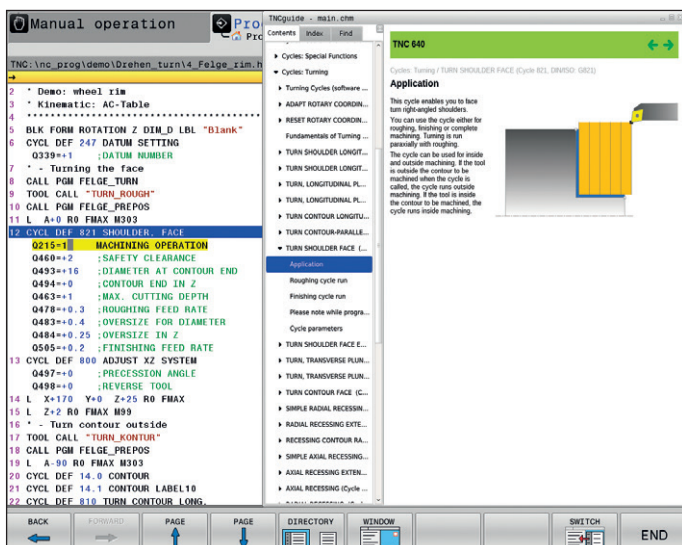 Manual operation
Pro
Pro
TNC:\nc_prog\demo\Drehen_turn\4_Felge_rim.h
→
2 * Demo: wheel rim
3 * Kinematic: AC-Table
4 ****************************************
5 BLK FORM ROTATION Z DIM_D LBL "Blank"
6 CYCL DEF 247 DATUM SETTING
Q339=+1 ;DATUM NUMBER
7 * - Turning the face
8 CALL PGM FELGE_TURN
9 TOOL CALL "TURN_ROUGH"
10 CALL PGM FELGE_PREPOS
11 L A+0 R0 FMAX M303
12 CYCL DEF 821 SHOULDER, FACE
Q215=1 MACHINING OPERATION
Q460=+2 ;SAFETY CLEARANCE
Q493=+16 ;DIAMETER AT CONTOUR END
Q494=+0 ;CONTOUR END IN Z
Q463=+1 ;MAX. CUTTING DEPTH
Q478=+0.3 ;ROUGHING FEED RATE
Q483=+0.4 ;OVERSIZE FOR DIAMETER
Q484=+0.25 ;OVERSIZE IN Z
Q505=+0.2 ;FINISHING FEED RATE
13 CYCL DEF 800 ADJUST XZ SYSTEM
Q497=+0 ;PRECESSION ANGLE
Q498=+0 ;REVERSE TOOL
14 L X+170 Y+0 Z+25 R0 FMAX
15 L Z+2 R0 FMAX M99
16 * - Turn contour outside
17 TOOL CALL "TURN_KONTUR"
18 CALL PGM FELGE_PREPOS
19 L A-90 R0 FMAX M303
20 CYCL DEF 14.0 CONTOUR
21 CYCL DEF 14.1 CONTOUR LABEL10
22 CYCL DEF 810 TURN CONTOUR LONG.
TNCguide - main.chm
Contents Index Find
Cycles: Special Functions
Cycles: Turning
Turning Cycles (software ...
ADAPT ROTARY COORDIN...
RESET ROTARY COORDIN...
Fundamentals of Turning ...
TURN SHOULDER LONGIT...
TURN SHOULDER LONGIT...
TURN, LONGITUDINAL PL...
TURN, LONGITUDINAL PL...
TURN CONTOUR LONGITU...
TURN CONTOUR-PARALLE...
TURN SHOULDER FACE (...
Application
Roughing cycle run
Finishing cycle run
Please note while progra...
Cycle parameters
TURN SHOULDER FACE E...
TURN, TRANSVERSE PLUN...
TURN, TRANSVERSE PLUN...
TURN CONTOUR FACE (C...
SIMPLE RADIAL RECESSIN...
RADIAL RECESSING EXTE...
RECESSING CONTOUR RA...
SIMPLE AXIAL RECESSING...
AXIAL RECESSING EXTEN...
AXIAL RECESSING (Cycle ...
TNC 640
Cycles: Turning / TURN SHOULDER FACE (Cycle 821, DIN/ISO: G821)
Application
This cycle enables you to face
turn right-angled shoulders.
You can use the cycle either for
roughing, finishing or complete
machining. Turning is run
paraxially with roughing.
The cycle can be used for inside
and outside machining. If the tool
is outside the contour to be
machined when the cycle is
called, the cycle runs outside
machining. If the tool is inside
the contour to be machined, the
cycle runs inside machining.
BACK FORWARD PAGE PAGE DIRECTORY WINDOW SWITCH END